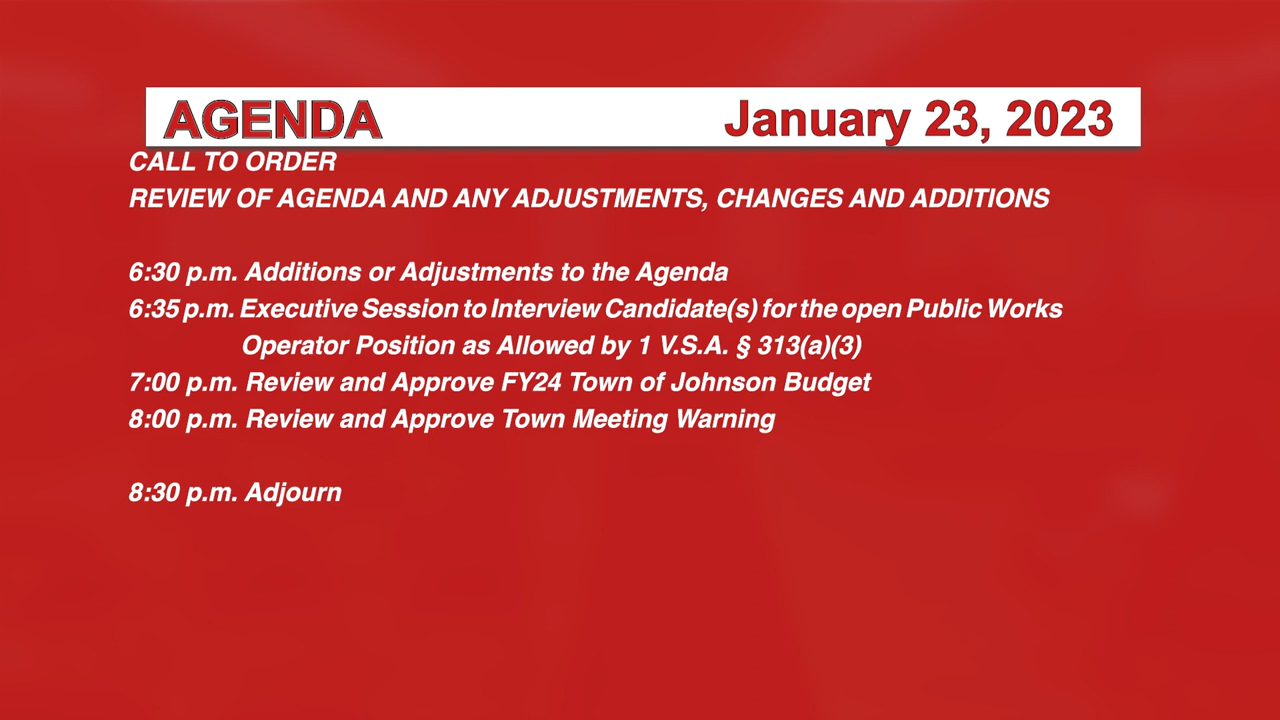 AGENDA January 23, 2023
CALL TO ORDER
REVIEW OF AGENDA AND ANY ADJUSTMENTS, CHANGES AND ADDITIONS
6:30 p.m. Additions or Adjustments to the Agenda
6:35 p.m. Executive Session to Interview Candidate(s) for the open Public Works
Operator Position as Allowed by 1 V.S.A. § 313(a)(3)
7:00 p.m. Review and Approve FY24 Town of Johnson Budget
8:00 p.m. Review and Approve Town Meeting Warning
8:30 p.m. Adjourn